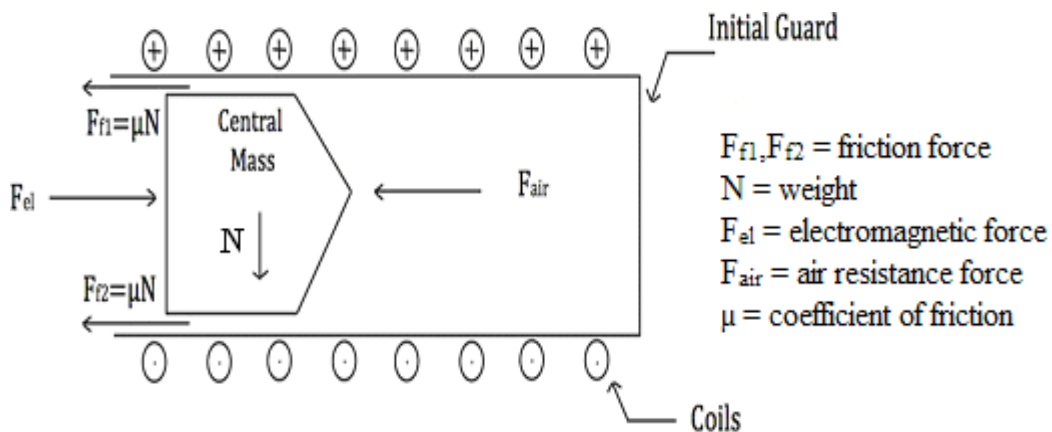 Initial Guard
+ + + + + + + +
Ff1=μN
Central
Mass
Fel
Fair
N
Ff2=μN
Ff1,Ff2 = friction force
N = weight
Fel = electromagnetic force
Fair = air resistance force
μ = coefficient of friction
Coils